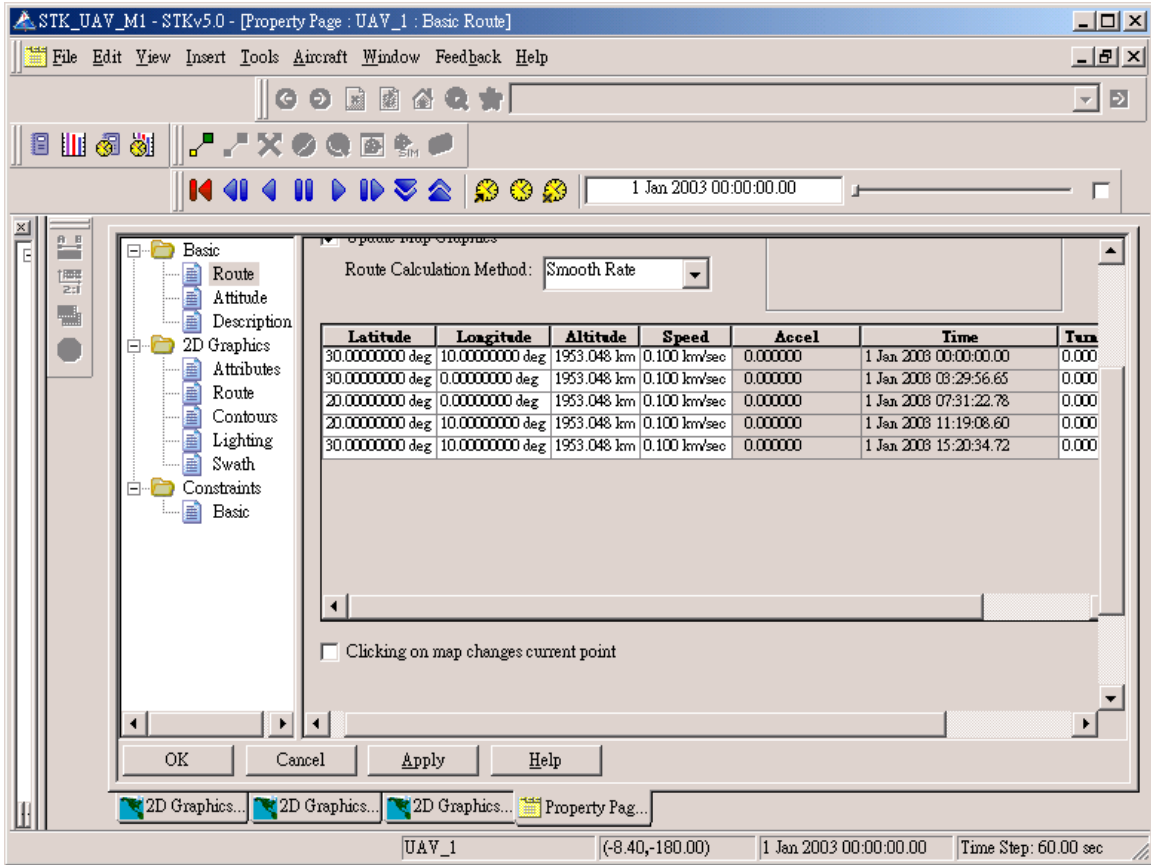 STK_UAV_M1 - STKv5.0 - [Property Page : UAV_1 : Basic Route]
File Edit View Insert Tools Aircraft Window Feedback Help
SIM
1 Jan 2003 00:00:00.00
A B
2:1
Basic
Route
Attitude
Description
2D Graphics
Attributes
Route
Contours
Lighting
Swath
Constraints
Basic
Update Map Graphics
Route Calculation Method: Smooth Rate
Latitude Longitude Altitude Speed Accel Time Turn
30.00000000 deg 10.00000000 deg 1953.048 km 0.100 km/sec 0.000000 1 Jan 2003 00:00:00.00 0.000
30.00000000 deg 0.00000000 deg 1953.048 km 0.100 km/sec 0.000000 1 Jan 2003 03:29:56.65 0.000
20.00000000 deg 0.00000000 deg 1953.048 km 0.100 km/sec 0.000000 1 Jan 2003 07:31:22.78 0.000
20.00000000 deg 10.00000000 deg 1953.048 km 0.100 km/sec 0.000000 1 Jan 2003 11:19:08.60 0.000
30.00000000 deg 10.00000000 deg 1953.048 km 0.100 km/sec 0.000000 1 Jan 2003 15:20:34.72 0.000
Clicking on map changes current point
OK Cancel Apply Help
2D Graphics... 2D Graphics... 2D Graphics... Property Pag...
UAV_1 (-8.40,-180.00) 1 Jan 2003 00:00:00.00 Time Step: 60.00 sec